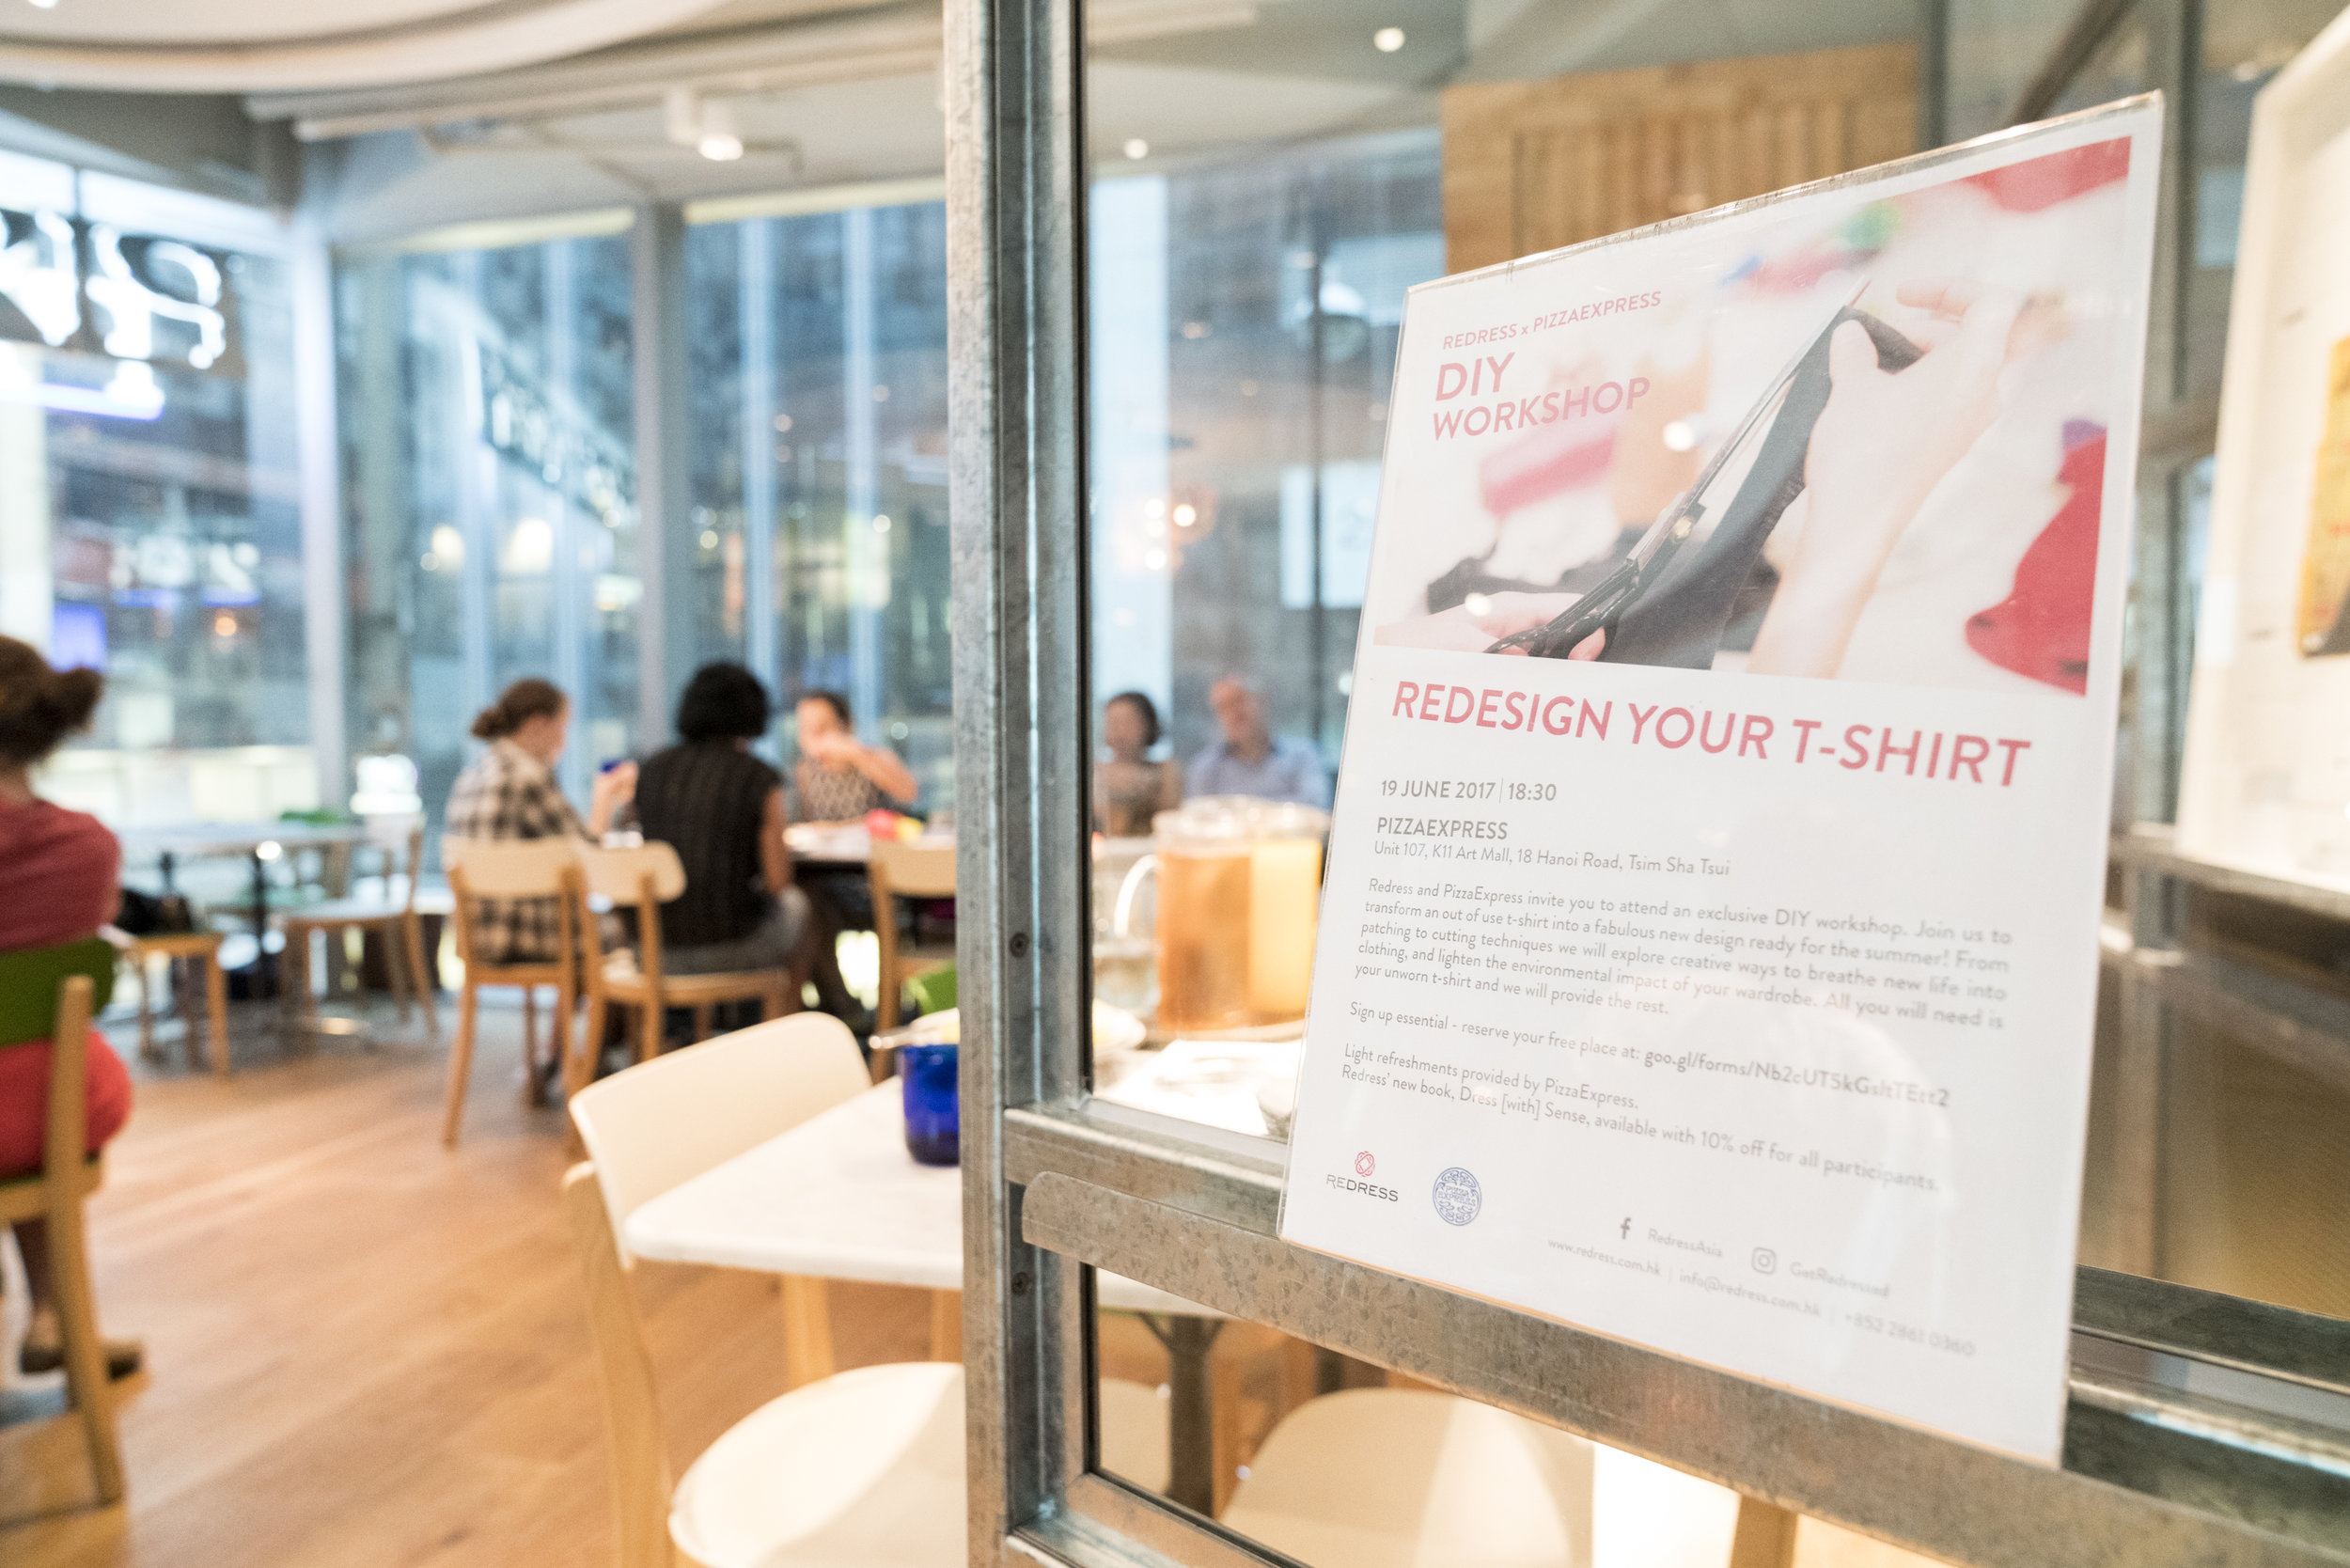 REDRESS x PIZZAEXPRESS
DIY
WORKSHOP
REDESIGN YOUR T-SHIRT
19 JUNE 2017 | 18:30
PIZZAEXPRESS
Unit 107, K11 Art Mall, 18 Hanoi Road, Tsim Sha Tsui
Redress and PizzaExpress invite you to attend an exclusive DIY workshop. Join us to
transform an out of use t-shirt into a fabulous new design ready for the summer! From
patching to cutting techniques we will explore creative ways to breathe new life into
clothing, and lighten the environmental impact of your wardrobe. All you will need is
your unworn t-shirt and we will provide the rest.
Sign up essential - reserve your free place at:
Light refreshments provided by PizzaExpress.
Redress' new book, Dress [with] Sense, available with 10% off for all participants.
REDRESS
PIZZA EXPRESS
RedressAsia
GetRedressed
www.redress.com.hk | info@redress.com.hk | +852 2861 0360